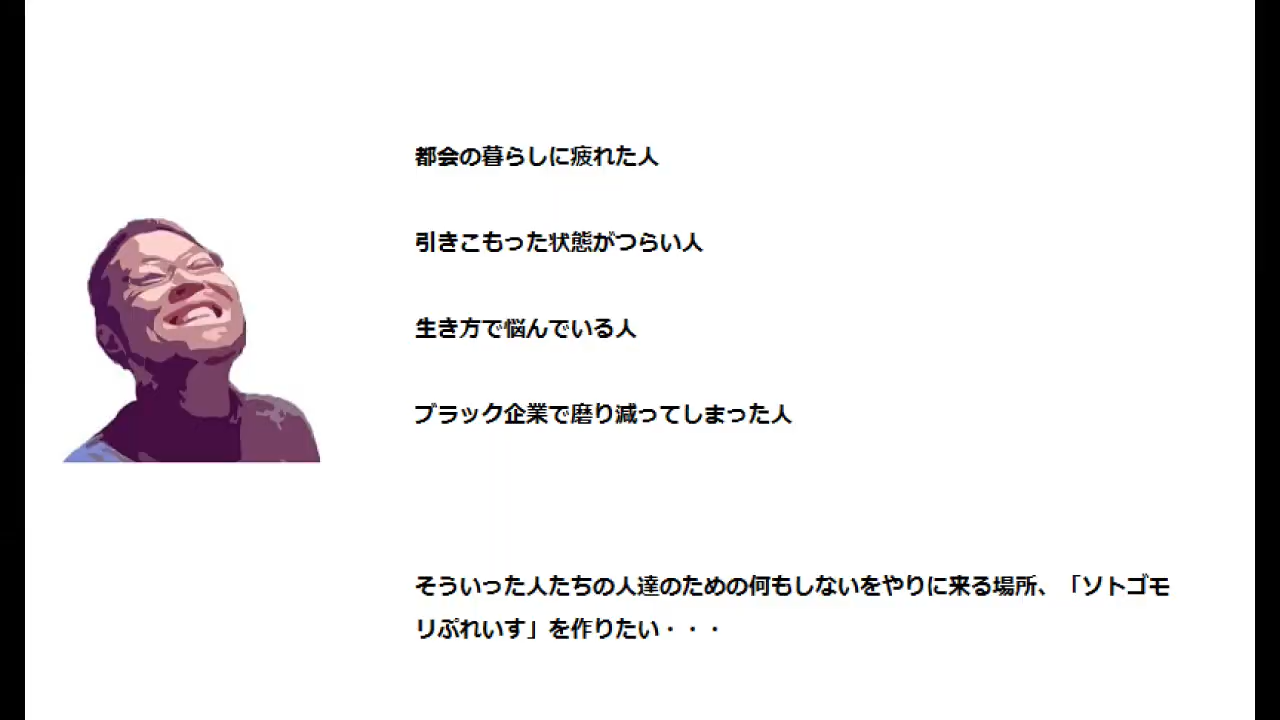 都会の暮らしに疲れた人
引きこもった状態がつらい人
生き方で悩んでいる人
ブラック企業で磨り減ってしまった人
そういった人たちの人達のための何もしないをやりに来る場所、「ソトゴモ
リぷれいす」を作りたい・・・